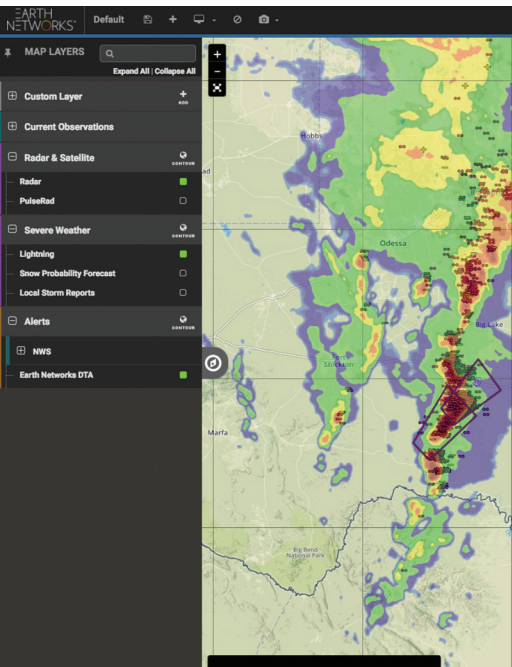 EARTH
NETWORKS
Default
MAP LAYERS
Expand All | Collapse All
Custom Layer
ADD
Current Observations
Radar & Satellite
CONTOUR
Radar
PulseRad
Severe Weather
CONTOUR
Lightning
Snow Probability Forecast
Local Storm Reports
Alerts
CONTOUR
NWS
Earth Networks DTA
Hobbs
ad
Odessa
Big Lake
Fort
Stockton
Marfa
Big Bend
National Park